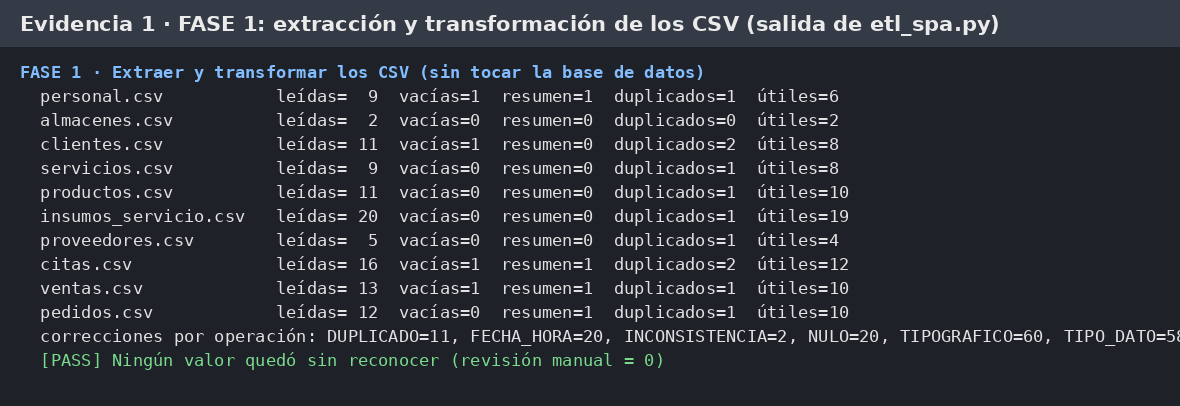 Evidencia 1 · FASE 1: extracción y transformación de los CSV (salida de etl_spa.py)
FASE 1 · Extraer y transformar los CSV (sin tocar la base de datos)
personal.csv leídas= 9 vacías=1 resumen=1 duplicados=1 útiles=6
almacenes.csv leídas= 2 vacías=0 resumen=0 duplicados=0 útiles=2
clientes.csv leídas= 11 vacías=1 resumen=0 duplicados=2 útiles=8
servicios.csv leídas= 9 vacías=0 resumen=0 duplicados=1 útiles=8
productos.csv leídas= 11 vacías=0 resumen=0 duplicados=1 útiles=10
insumos_servicio.csv leídas= 20 vacías=0 resumen=0 duplicados=1 útiles=19
proveedores.csv leídas= 5 vacías=0 resumen=0 duplicados=1 útiles=4
citas.csv leídas= 16 vacías=1 resumen=1 duplicados=2 útiles=12
ventas.csv leídas= 13 vacías=1 resumen=1 duplicados=1 útiles=10
pedidos.csv leídas= 12 vacías=0 resumen=1 duplicados=1 útiles=10
correcciones por operación: DUPLICADO=11, FECHA_HORA=20, INCONSISTENCIA=2, NULO=20, TIPOGRAFICO=60, TIPO_DATO=58
[PASS] Ningún valor quedó sin reconocer (revisión manual = 0)